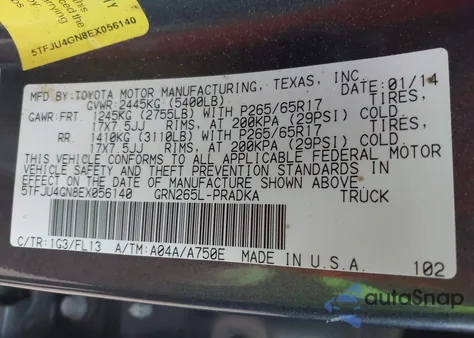 carrying
5TFJU4GN8EX056140
MFD BY: TOYOTA MOTOR MANUFACTURING, TEXAS, INC.
GVWR: 2445KG (5400LB) DATE: 01/14
GAWR: FRT. 1245KG (2755LB) WITH P265/65R17 TIRES,
17X7.5JJ RIMS, AT 200KPA (29PSI) COLD
RR. 1410KG (3110LB) WITH P265/65R17 TIRES,
17X7.5JJ RIMS, AT 200KPA (29PSI) COLD
THIS VEHICLE CONFORMS TO ALL APPLICABLE FEDERAL MOTOR
VEHICLE SAFETY AND THEFT PREVENTION STANDARDS IN
EFFECT ON THE DATE OF MANUFACTURE SHOWN ABOVE.
5TFJU4GN8EX056140 GRN265L-PRADKA TRUCK
C/TR: 1G3/FL13 A/TM: A04A/A750E MADE IN U.S.A.
102
autoSnap